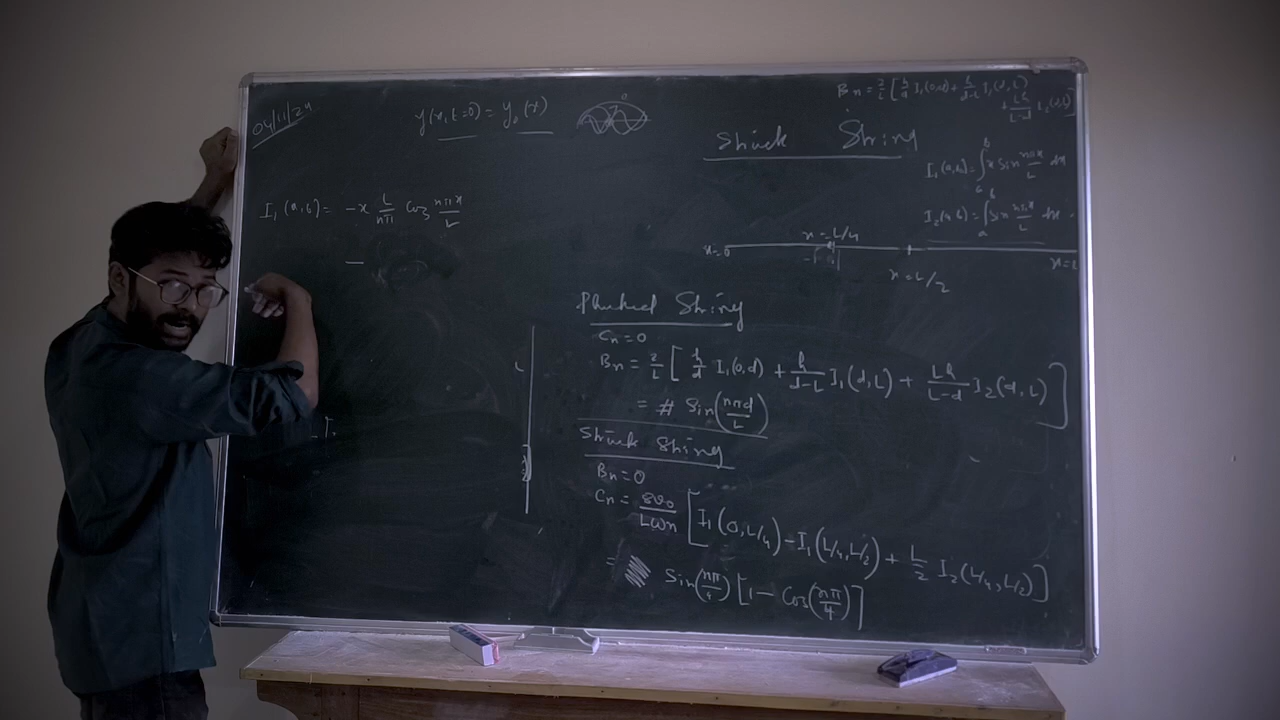 04/11/24
y(x,t=0) = y₀(x)
Bn = 2/L [ h/d I₁(0,d) + h/d-L I₁(d,L)
+ Lh/L-d I₂(d,L)]
Struck String
I₁(a,b) = ∫ x Sin nπx/L dx
I₂(a,b) = ∫ Sin nπx/L dx
I₁(a,b) = -x L/nπ Cos nπx/L
-
x=L/4
x=0
x=L/2
Plucked String
Cn=0
Bn = 2/L [ h/d I₁(0,d) + h/d-L I₁(d,L) + Lh/L-d I₂(d,L) ]
= # Sin(nπd/L)
Struck String
Bn=0
Cn = 8v₀/Lωn [ I₁(0,L/4) - I₁(L/4,L/2) + L/2 I₂(L/4,L/2) ]
= Sin(nπ/4) [1 - Cos(nπ/4)]